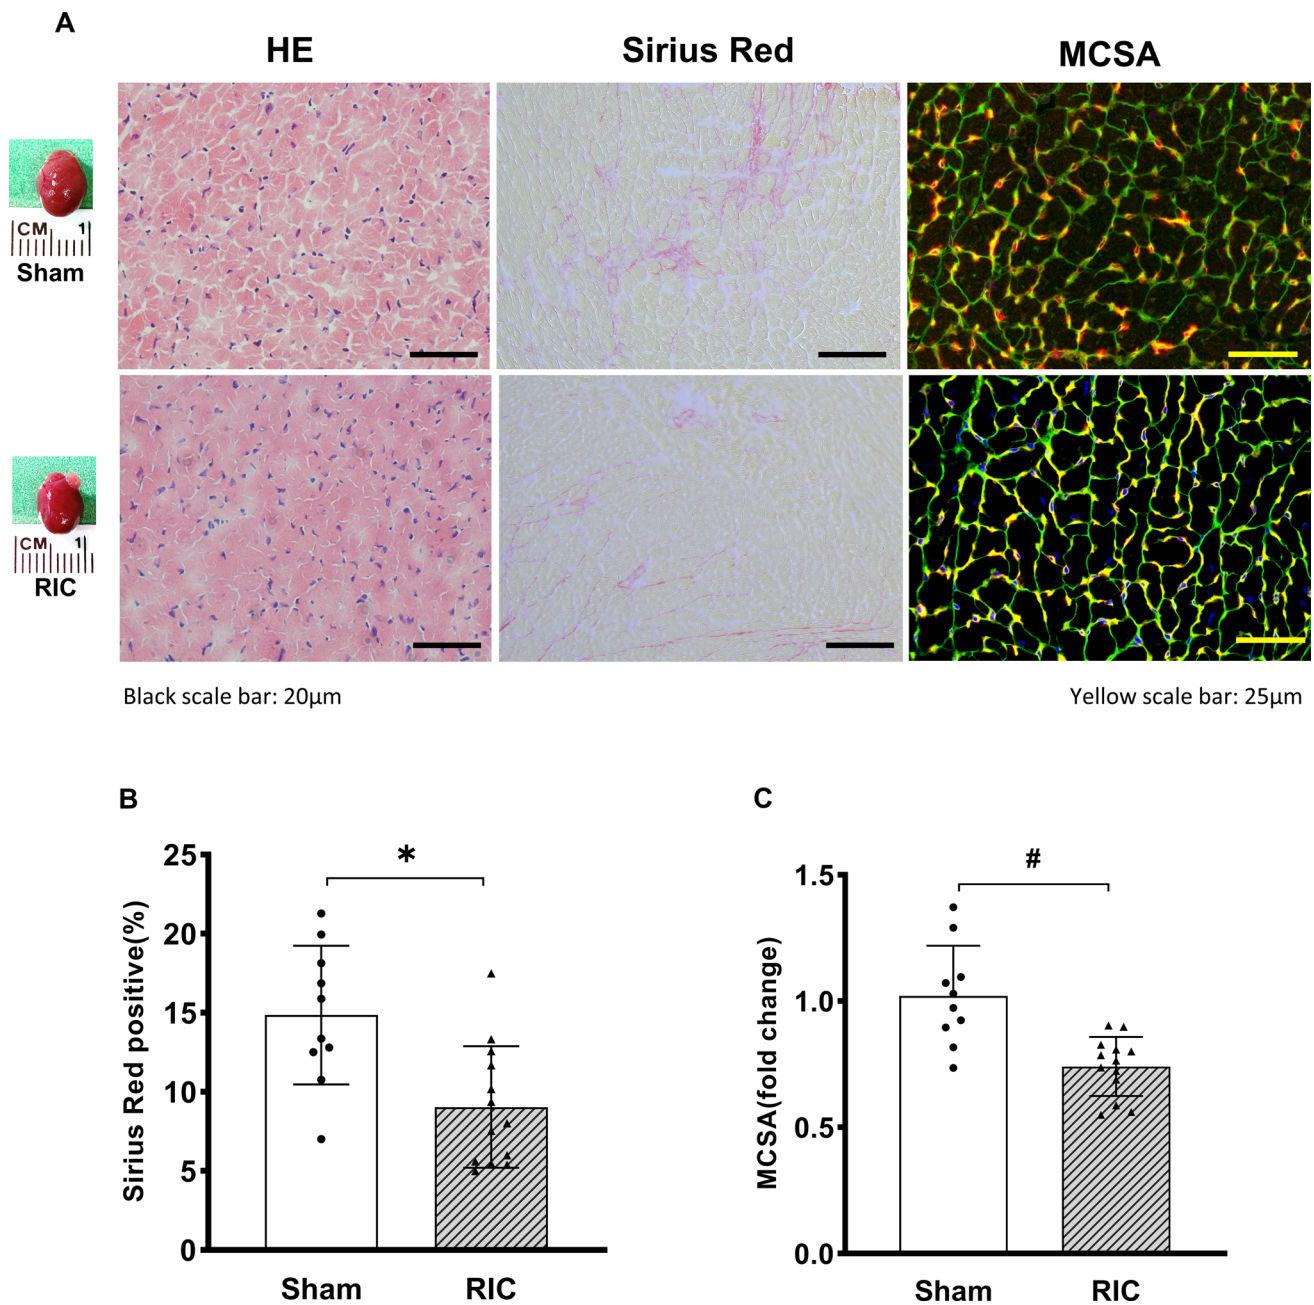 A
HE
Sirius Red
MCSA
CM 1
Sham
CM 1
RIC
Black scale bar: 20µm
Yellow scale bar: 25µm
B
C
*
#
Sirius Red positive(%)
25
20
15
10
5
0
Sham
RIC
MCSA(fold change)
1.5
1.0
0.5
0.0
Sham
RIC